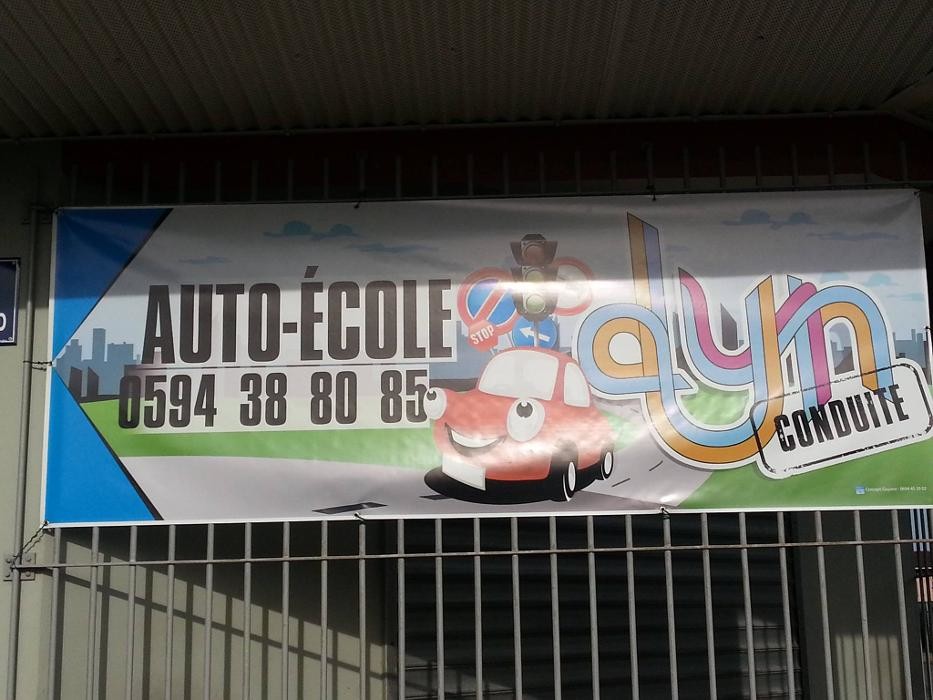 AUTO-ÉCOLE
0594 38 80 85
STOP
dyn
CONDUITE